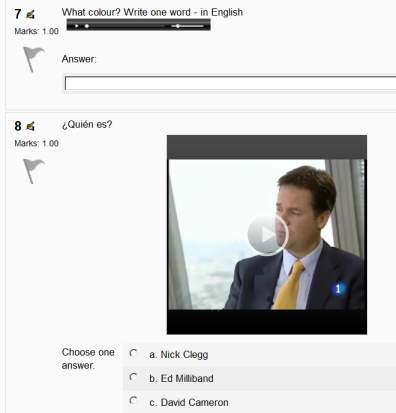 7
What colour? Write one word - in English
Marks: 1.00
Answer:
8
¿Quién es?
Marks: 1.00
1
Choose one
answer.
a. Nick Clegg
b. Ed Milliband
c. David Cameron